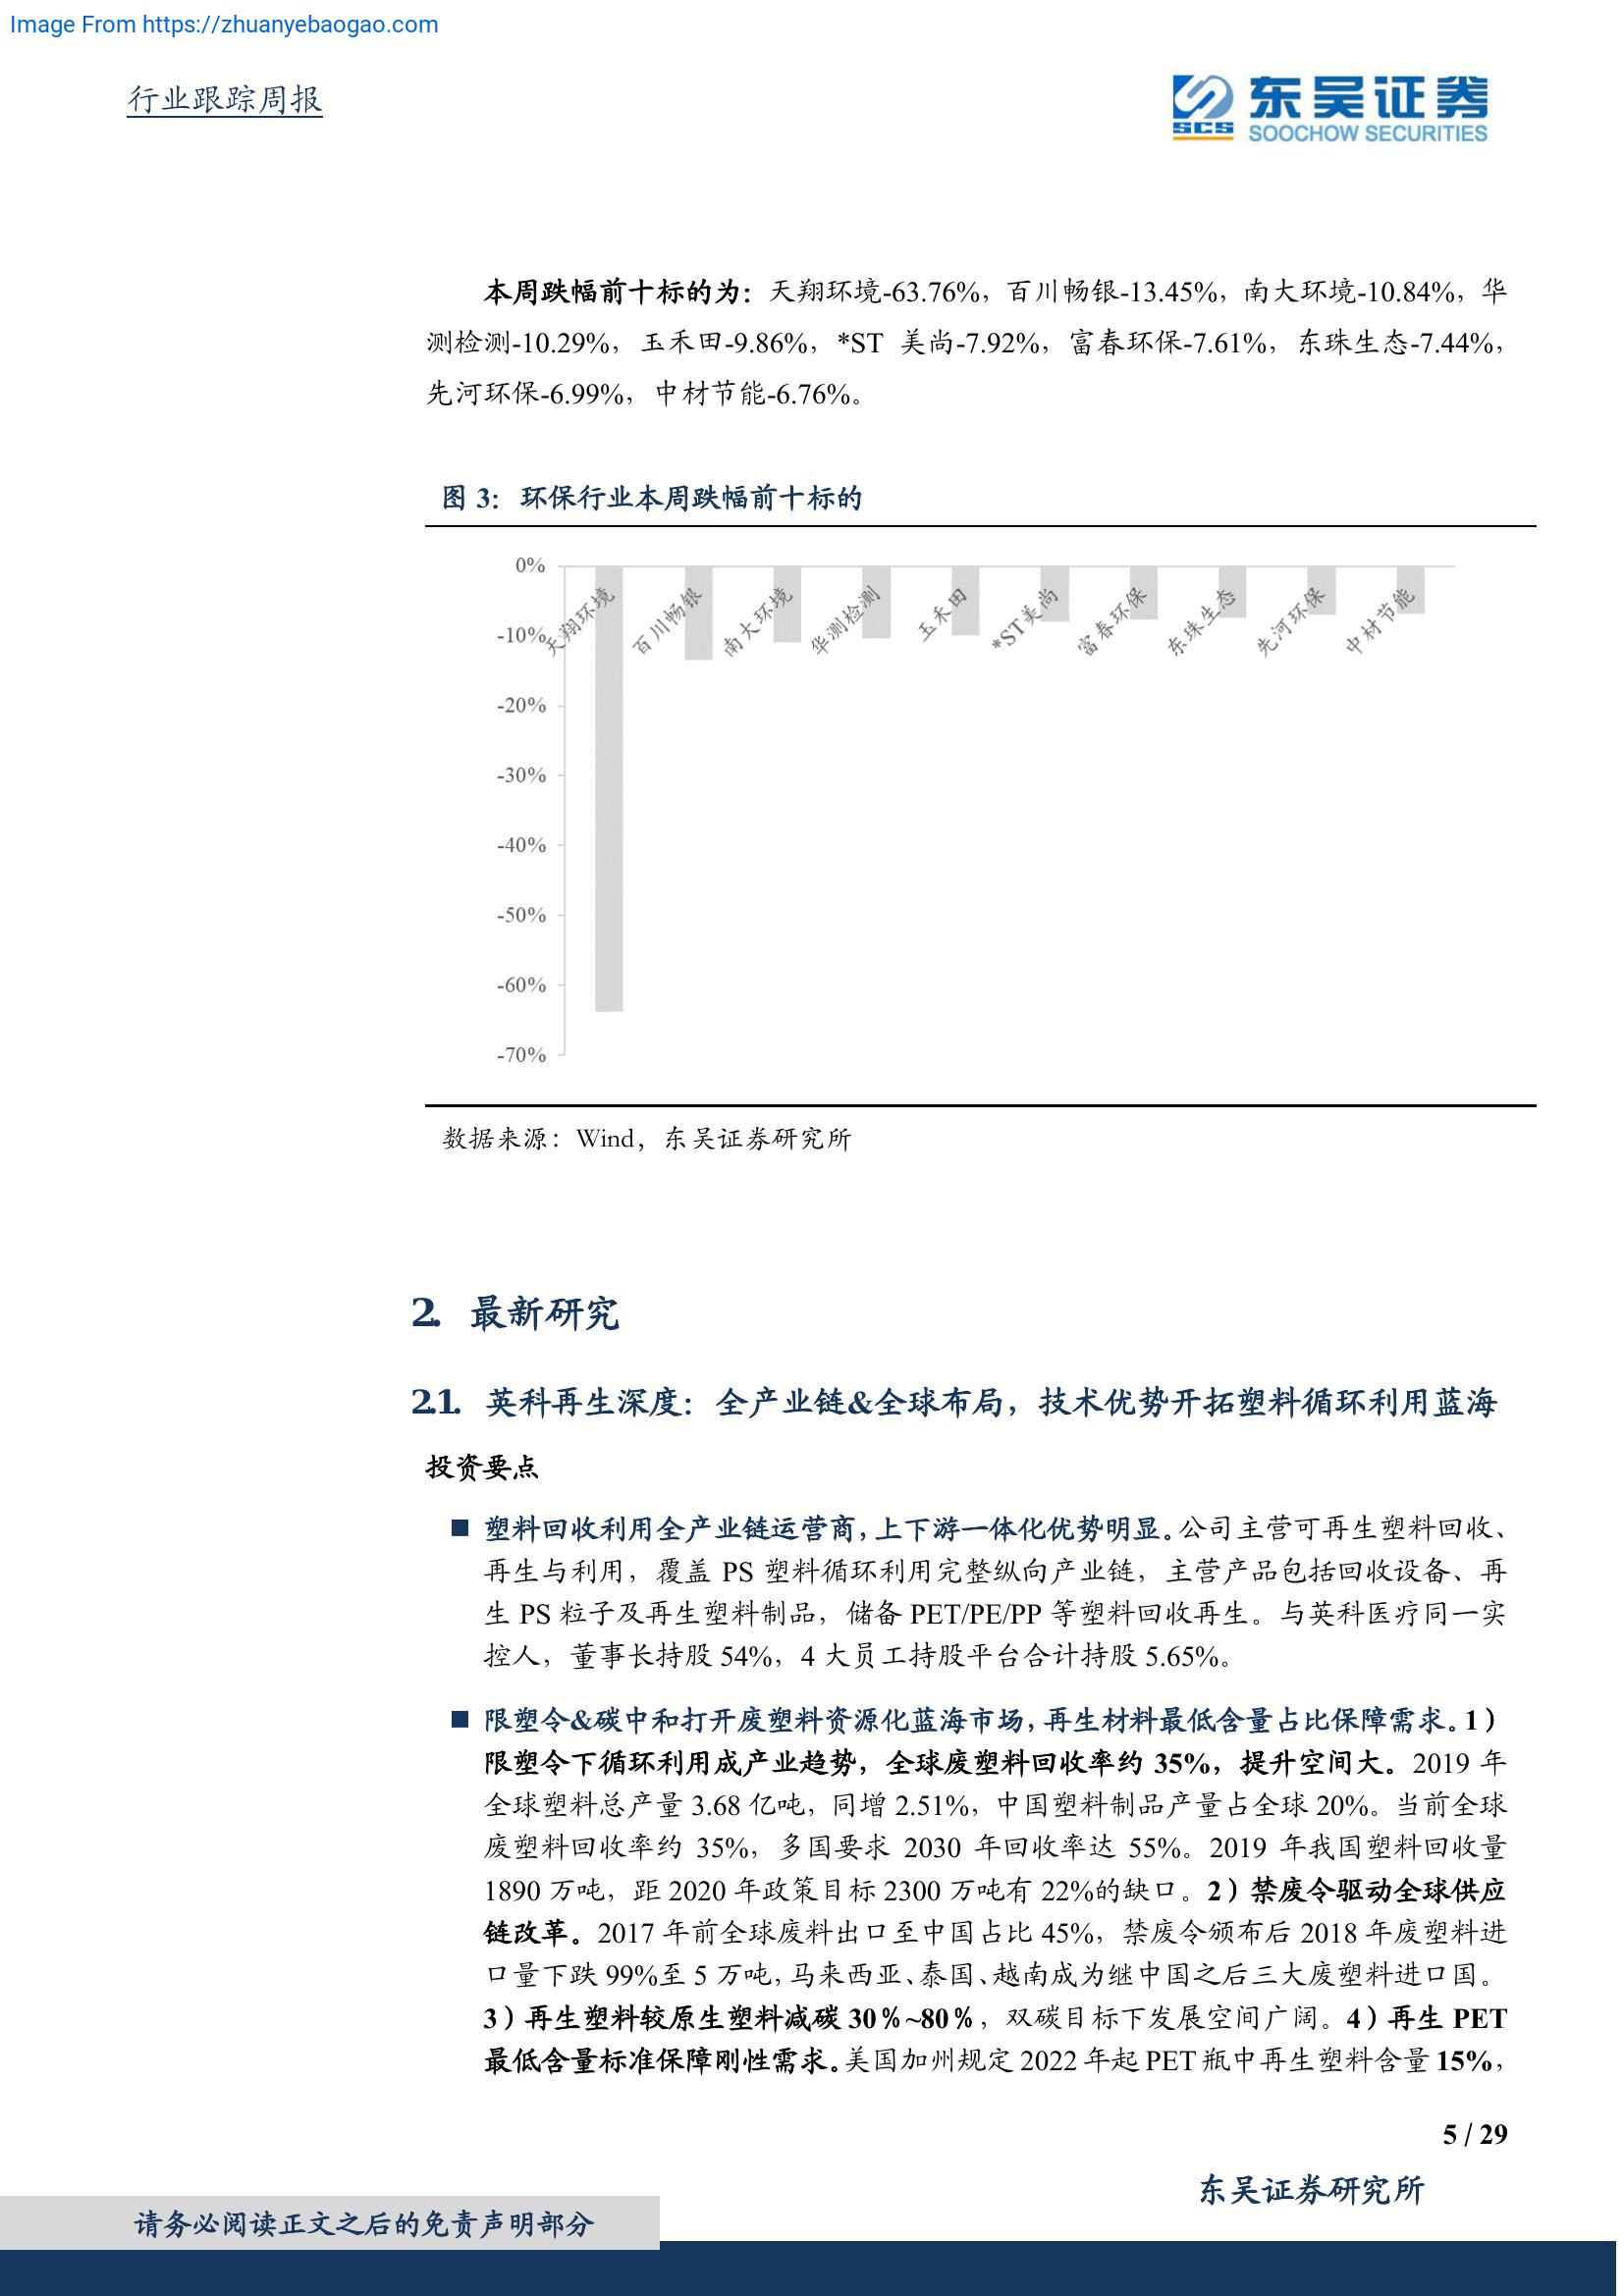 Image From https://zhuanyebaogao.com
行业跟踪周报
SCS
东吴证券
SOOCHOW SECURITIES
本周跌幅前十标的为：天翔环境-63.76%，百川畅银-13.45%，南大环境-10.84%，华
测检测-10.29%，玉禾田-9.86%，*ST 美尚-7.92%，富春环保-7.61%，东珠生态-7.44%，
先河环保-6.99%，中材节能-6.76%。
图 3：环保行业本周跌幅前十标的
0%
-10%
-20%
-30%
-40%
-50%
-60%
-70%
天翔环境
百川畅银
南大环境
华测检测
玉禾田
*ST美尚
富春环保
东珠生态
先河环保
中材节能
数据来源：Wind，东吴证券研究所
2. 最新研究
2.1. 英科再生深度：全产业链&全球布局，技术优势开拓塑料循环利用蓝海
投资要点
■ 塑料回收利用全产业链运营商，上下游一体化优势明显。公司主营可再生塑料回收、
再生与利用，覆盖 PS 塑料循环利用完整纵向产业链，主营产品包括回收设备、再
生 PS 粒子及再生塑料制品，储备 PET/PE/PP 等塑料回收再生。与英科医疗同一实
控人，董事长持股 54%，4 大员工持股平台合计持股 5.65%。
■ 限塑令&碳中和打开废塑料资源化蓝海市场，再生材料最低含量占比保障需求。1）
限塑令下循环利用成产业趋势，全球废塑料回收率约 35%，提升空间大。2019 年
全球塑料总产量 3.68 亿吨，同增 2.51%，中国塑料制品产量占全球 20%。当前全球
废塑料回收率约 35%，多国要求 2030 年回收率达 55%。2019 年我国塑料回收量
1890 万吨，距 2020 年政策目标 2300 万吨有 22%的缺口。2）禁废令驱动全球供应
链改革。2017 年前全球废料出口至中国占比 45%，禁废令颁布后 2018 年废塑料进
口量下跌 99%至 5 万吨，马来西亚、泰国、越南成为继中国之后三大废塑料进口国。
3）再生塑料较原生塑料减碳 30％~80％，双碳目标下发展空间广阔。4）再生 PET
最低含量标准保障刚性需求。美国加州规定 2022 年起 PET 瓶中再生塑料含量 15%，
5 / 29
东吴证券研究所
请务必阅读正文之后的免责声明部分